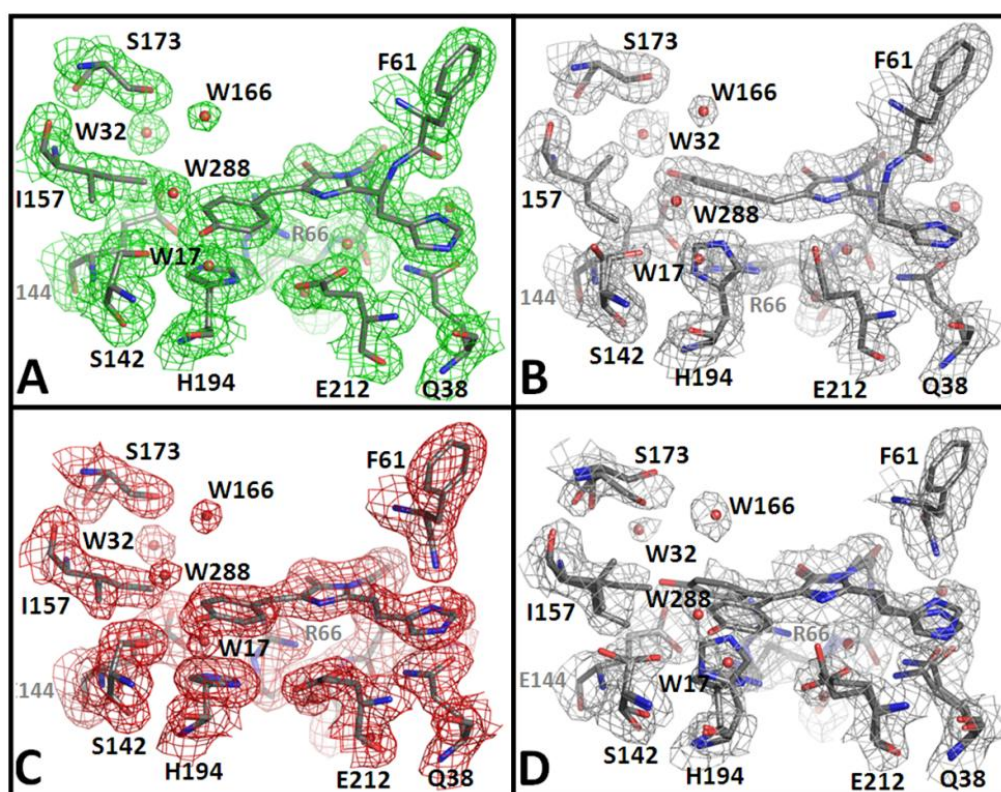 S173
F61
W166
W32
W288
I157
R66
W17
144
S142
A
H194
E212
Q38
S173
F61
W166
W32
157
W288
W17
R66
144
S142
B
H194
E212
Q38
S173
F61
W166
W32
W288
I157
R66
W17
E144
S142
C
H194
E212
Q38
S173
F61
W166
W32
W288
I157
R66
E144
W17
S142
D
H194
E212
Q38